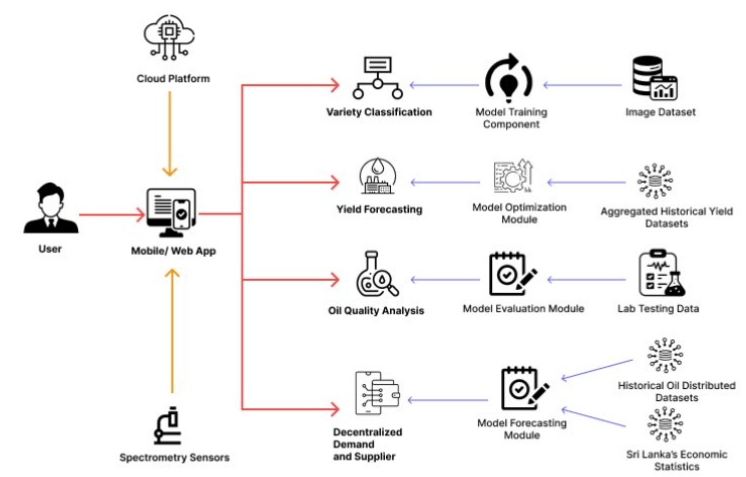 Cloud Platform
User
Mobile/ Web App
Spectrometry Sensors
Variety Classification
Model Training
Component
Image Dataset
Yield Forecasting
Model Optimization
Module
Aggregated Historical Yield
Datasets
Oil Quality Analysis
Model Evaluation Module
Lab Testing Data
Decentralized
Demand
and Supplier
Model Forecasting
Module
Historical Oil Distributed
Datasets
Sri Lanka's Economic
Statistics